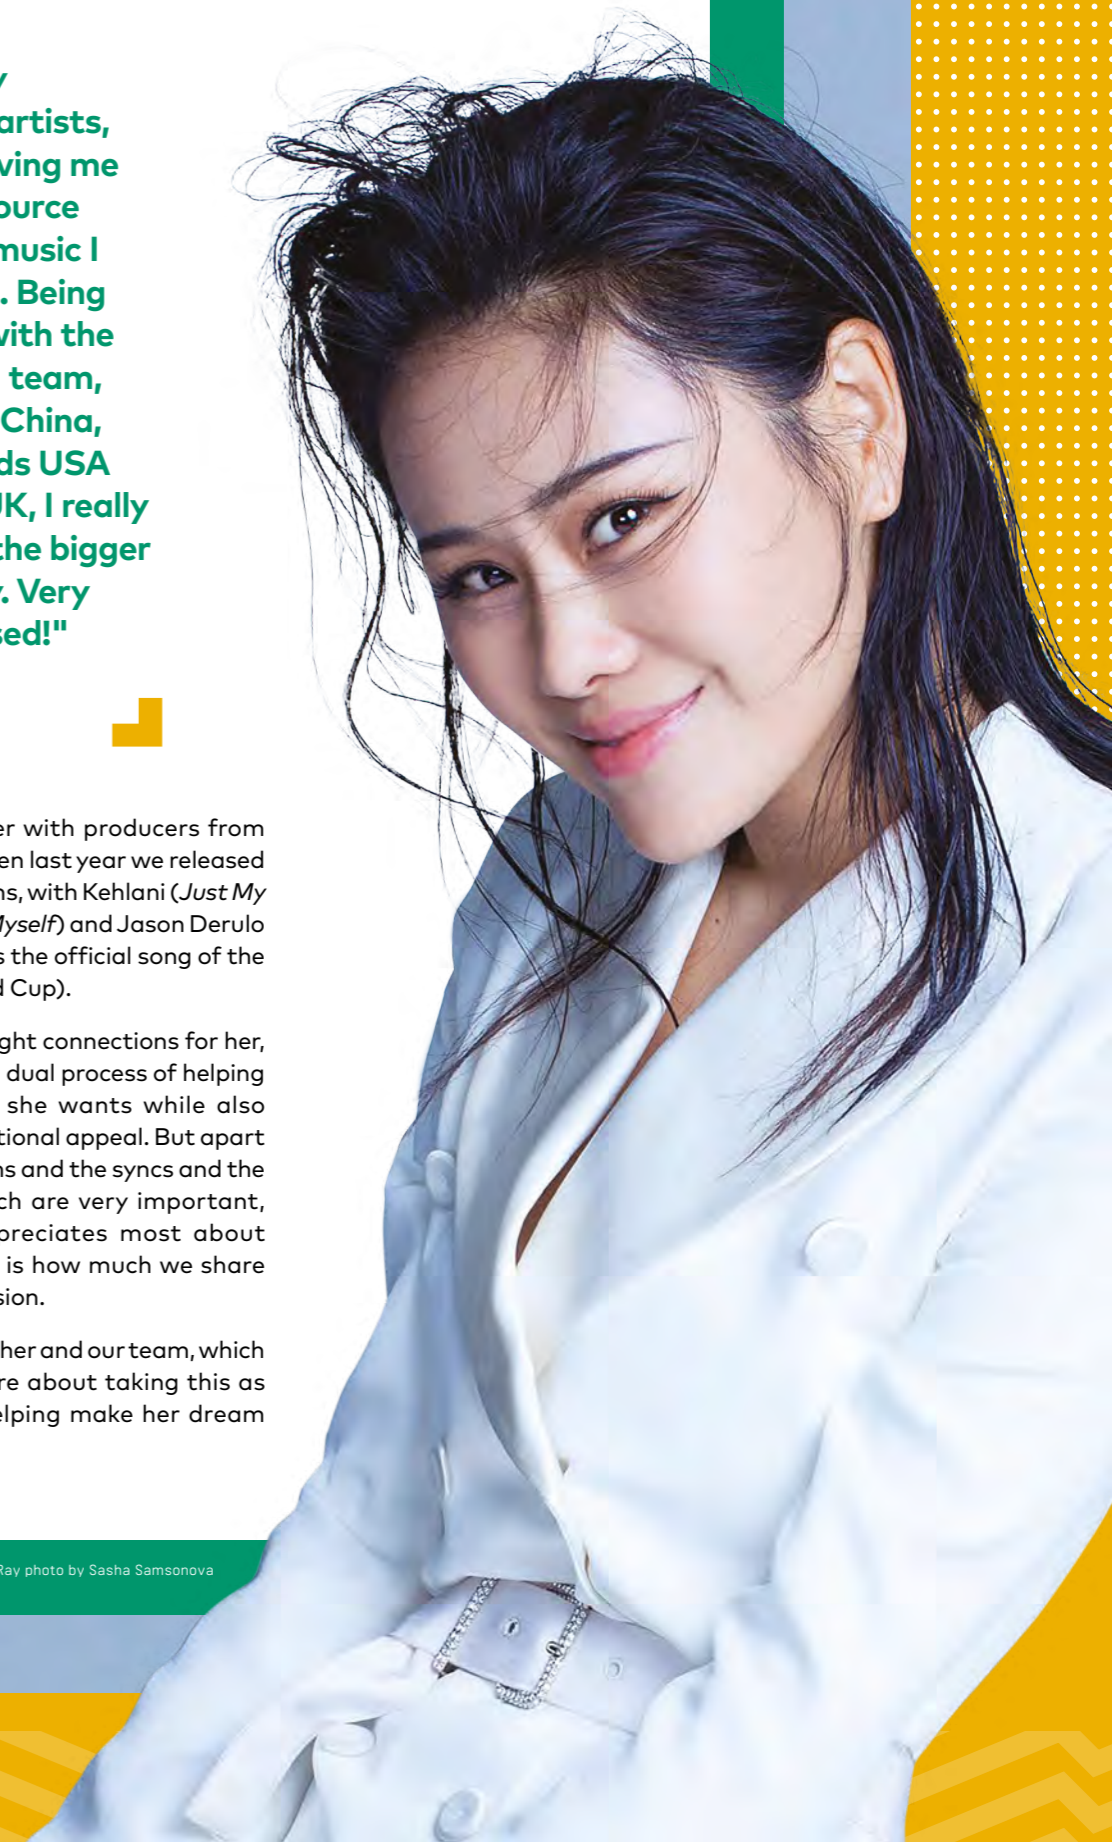 y
artists,
ving me
ource
music I
. Being
with the
team,
China,
ds USA
UK, I really
the bigger
y. Very
sed!"
er with producers from
en last year we released
ns, with Kehlani (Just My
Myself) and Jason Derulo
s the official song of the
d Cup).
ght connections for her,
dual process of helping
she wants while also
tional appeal. But apart
ns and the syncs and the
ch are very important,
preciates most about
is how much we share
sion.
her and our team, which
re about taking this as
elping make her dream
Ray photo by Sasha Samsonova